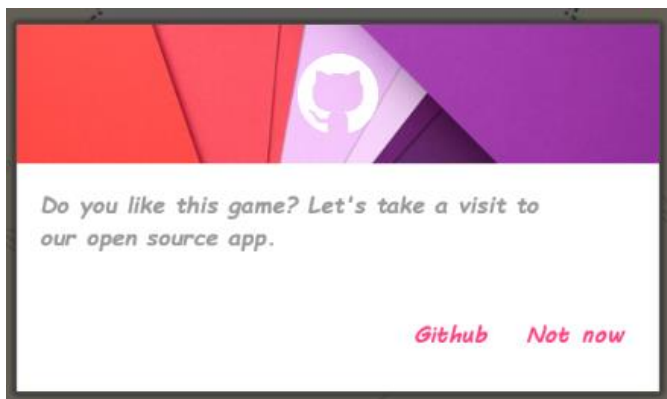 Do you like this game? Let's take a visit to
our open source app.
Github Not now